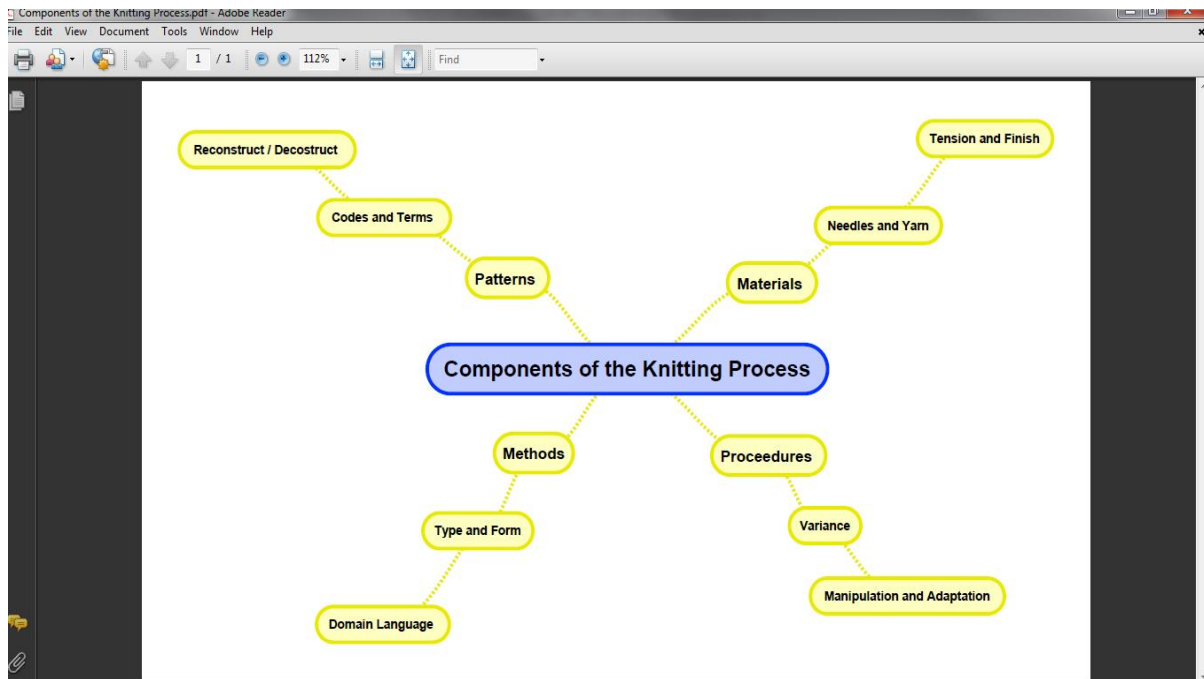 Components of the Knitting Process.pdf - Adobe Reader
File Edit View Document Tools Window Help
1 / 1 112% Find
Reconstruct / Decostruct
Tension and Finish
Codes and Terms
Needles and Yarn
Patterns
Materials
Components of the Knitting Process
Methods
Proceedures
Type and Form
Variance
Domain Language
Manipulation and Adaptation